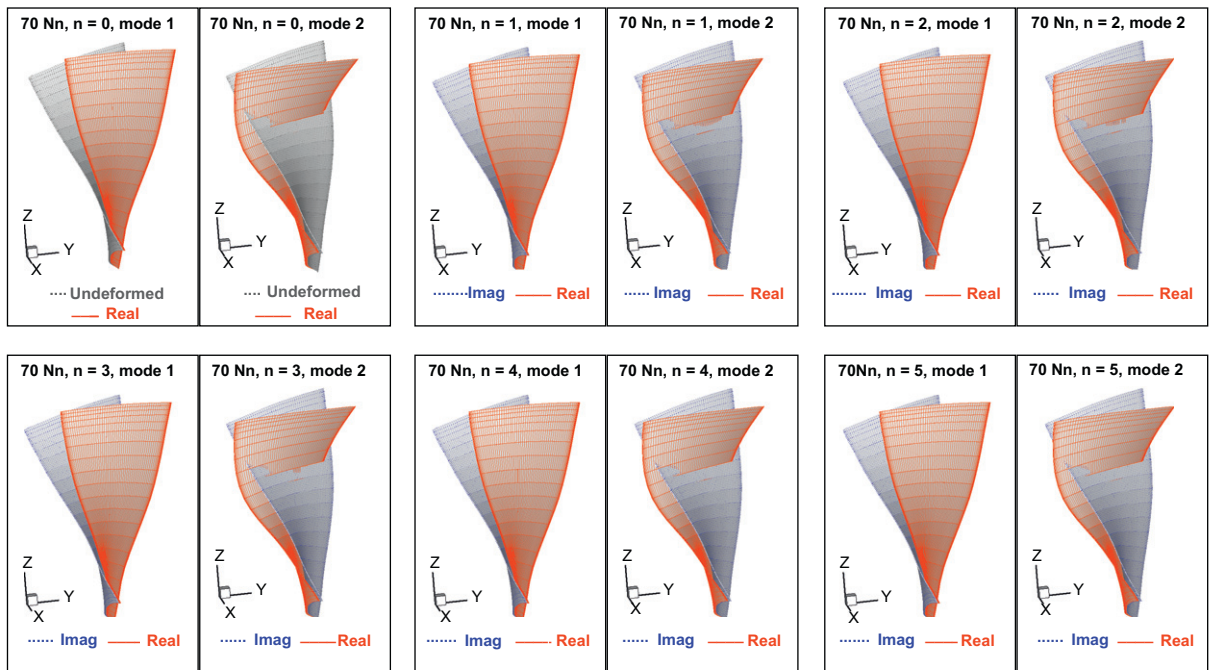 70 Nn, n = 0, mode 1
Z
Y
X
····Undeformed
—— Real
70 Nn, n = 0, mode 2
Z
Y
X
····Undeformed
—— Real
70 Nn, n = 1, mode 1
Z
Y
X
········Imag —— Real
70 Nn, n = 1, mode 2
Z
Y
X
······Imag —— Real
70 Nn, n = 2, mode 1
Z
Y
X
········ Imag —— Real
70 Nn, n = 2, mode 2
Z
Y
X
······ Imag —— Real
70 Nn, n = 3, mode 1
Z
Y
X
······ Imag —— Real
70 Nn, n = 3, mode 2
Z
Y
X
······ Imag ——Real
70 Nn, n = 4, mode 1
Z
Y
X
······ Imag —— Real
70 Nn, n = 4, mode 2
Z
Y
X
······ Imag —— Real
70Nn, n = 5, mode 1
Z
Y
X
······ Imag —— Real
70 Nn, n = 5, mode 2
Z
Y
X
······ Imag —— Real